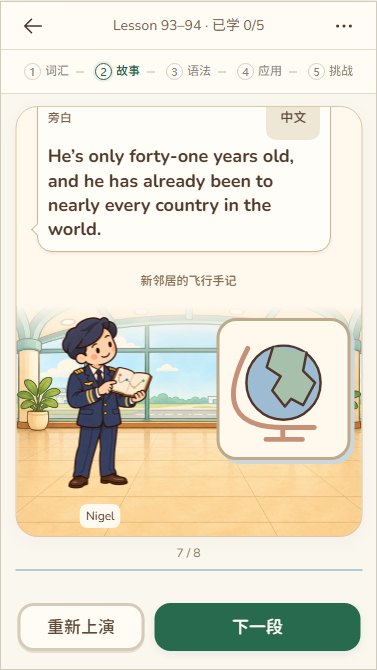 Lesson 93–94 · 已学 0/5
1 词汇 — 2 故事 — 3 语法 — 4 应用 — 5 挑战
旁白
中文
He's only forty-one years old,
and he has already been to
nearly every country in the
world.
新邻居的飞行手记
Nigel
7 / 8
重新上演
下一段